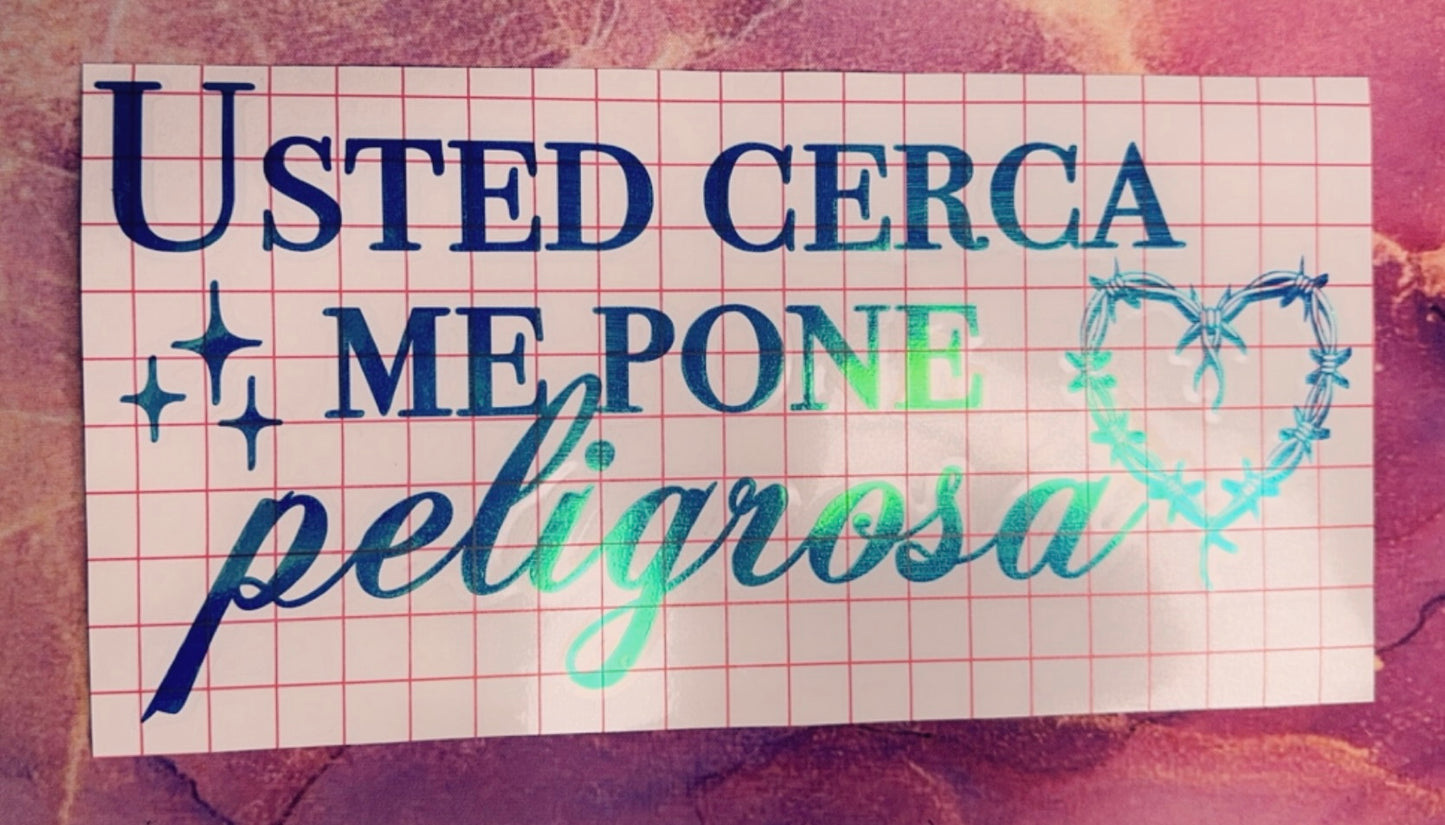 USTED CERCA
ME PONE
peligrosa